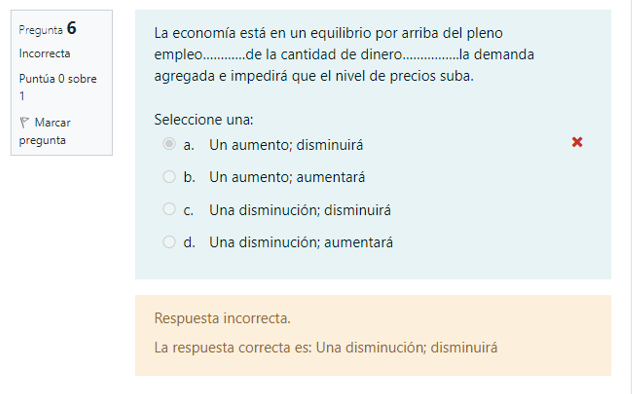 Pregunta 6
Incorrecta
Puntúa 0 sobre
1
Marcar
pregunta
La economía está en un equilibrio por arriba del pleno
empleo............de la cantidad de dinero................la demanda
agregada e impedirá que el nivel de precios suba.
Seleccione una:
a. Un aumento; disminuirá
b. Un aumento; aumentará
c. Una disminución; disminuirá
d. Una disminución; aumentará
Respuesta incorrecta.
La respuesta correcta es: Una disminución; disminuirá